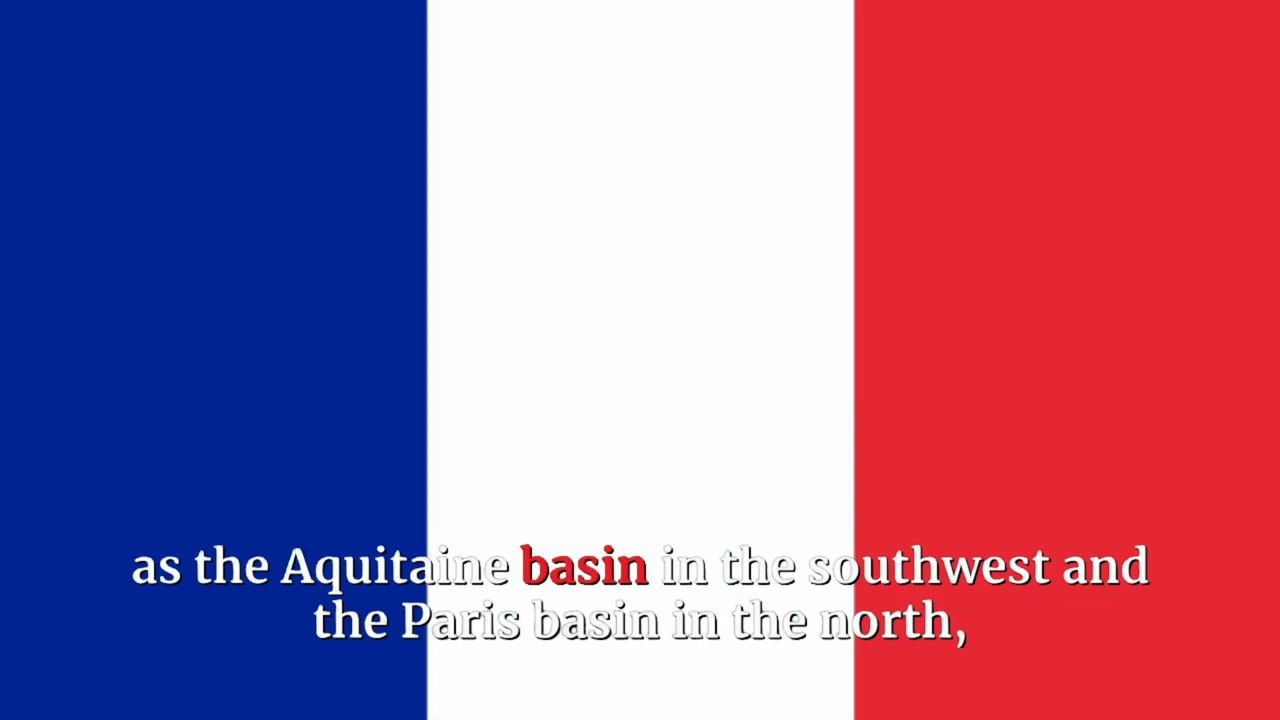 as the Aquitaine basin in the southwest and
the Paris basin in the north,